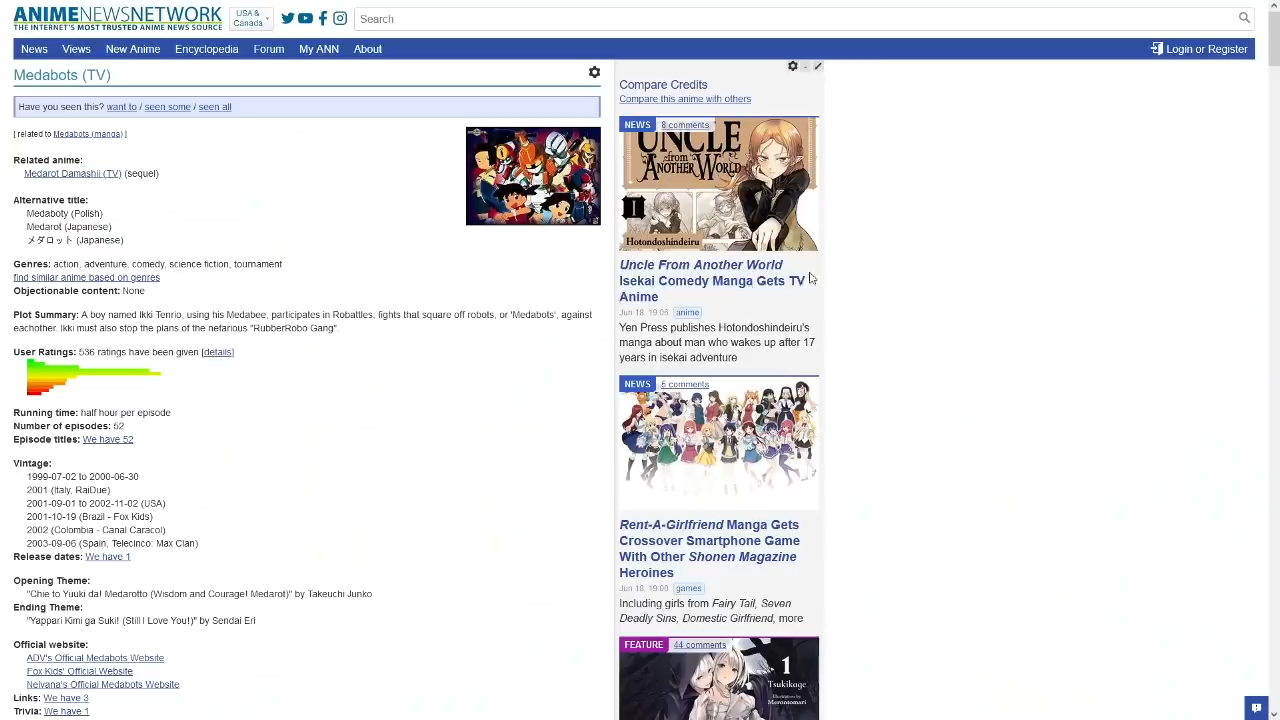 ANIMENEWSNETWORK
THE INTERNET'S MOST TRUSTED ANIME NEWS SOURCE
USA &
Canada
Search
News Views New Anime Encyclopedia Forum My ANN About Login or Register
Medabots (TV)
Have you seen this? want to / seen some / seen all
[ related to Medabots (manga) ]
Related anime:
Medarot Damashii (TV) (sequel)
Alternative title:
Medaboty (Polish)
Medarot (Japanese)
メダロット (Japanese)
Genres: action, adventure, comedy, science fiction, tournament
find similar anime based on genres
Objectionable content: None
Plot Summary: A boy named Ikki Tenrio, using his Medabee, participates in Robattles, fights that square off robots, or 'Medabots', against
eachother. Ikki must also stop the plans of the nefarious "RubberRobo Gang".
User Ratings: 536 ratings have been given [details]
Running time: half hour per episode
Number of episodes: 52
Episode titles: We have 52
Vintage:
1999-07-02 to 2000-06-30
2001 (Italy, RaiDue)
2001-09-01 to 2002-11-02 (USA)
2001-10-19 (Brazil - Fox Kids)
2002 (Colombia - Canal Caracol)
2003-09-06 (Spain, Telecinco: Max Clan)
Release dates: We have 1
Opening Theme:
"Chie to Yuuki da! Medarotto (Wisdom and Courage! Medarot)" by Takeuchi Junko
Ending Theme:
"Yappari Kimi ga Suki! (Still I Love You!)" by Sendai Eri
Official website:
ADV's Official Medabots Website
Fox Kids' Official Website
Nelvana's Official Medabots Website
Links: We have 3
Trivia: We have 1
Compare Credits
Compare this anime with others
NEWS 8 comments
UNCLE
from
ANOTHER WORLD
1
Hotondoshindeiru
Uncle From Another World
Isekai Comedy Manga Gets TV
Anime
Jun 18, 19:06 anime
Yen Press publishes Hotondoshindeiru's
manga about man who wakes up after 17
years in isekai adventure
NEWS 5 comments
Rent-A-Girlfriend Manga Gets
Crossover Smartphone Game
With Other Shonen Magazine
Heroines
Jun 18, 19:00 games
Including girls from Fairy Tail, Seven
Deadly Sins, Domestic Girlfriend, more
FEATURE 44 comments
1
Tsukikage